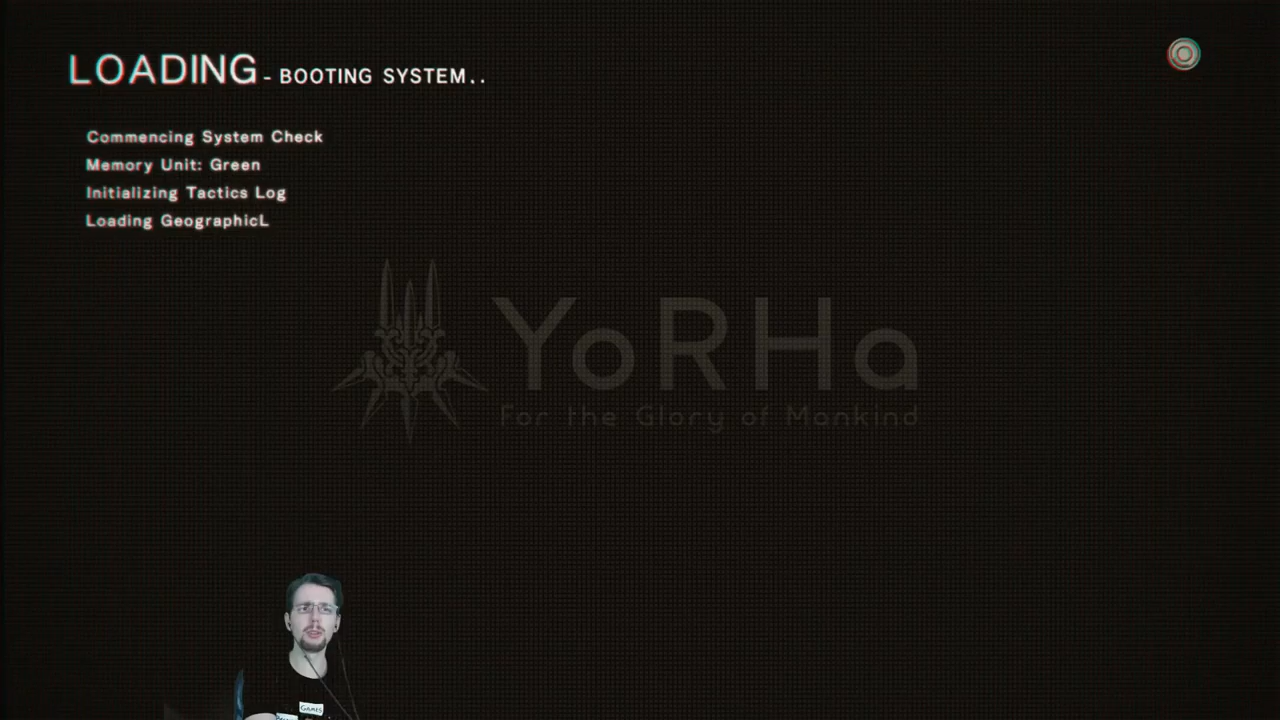 LOADING - BOOTING SYSTEM..
Commencing System Check
Memory Unit: Green
Initializing Tactics Log
Loading GeographicL
YoRHa
For the Glory of Mankind
GAMES